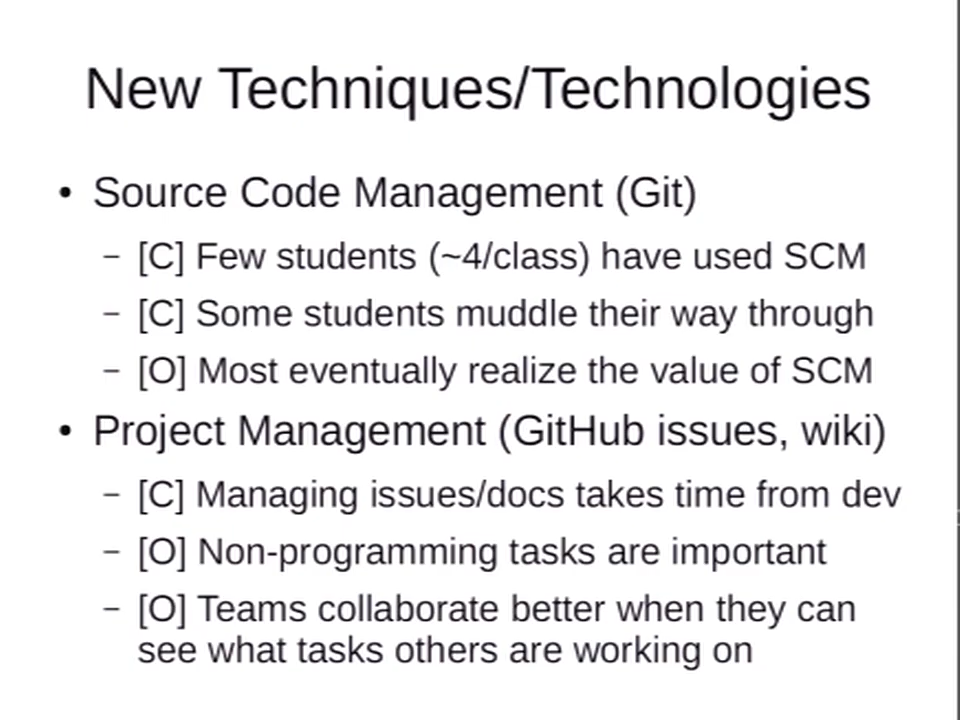 New Techniques/Technologies
• Source Code Management (Git)
– [C] Few students (~4/class) have used SCM
– [C] Some students muddle their way through
– [O] Most eventually realize the value of SCM
• Project Management (GitHub issues, wiki)
– [C] Managing issues/docs takes time from dev
– [O] Non-programming tasks are important
– [O] Teams collaborate better when they can
see what tasks others are working on